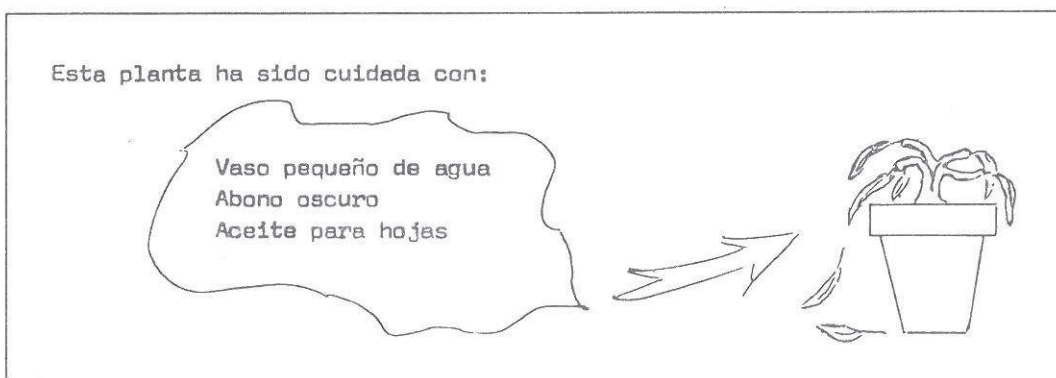 Esta planta ha sido cuidada con:
Vaso pequeño de agua
Abono oscuro
Aceite para hojas